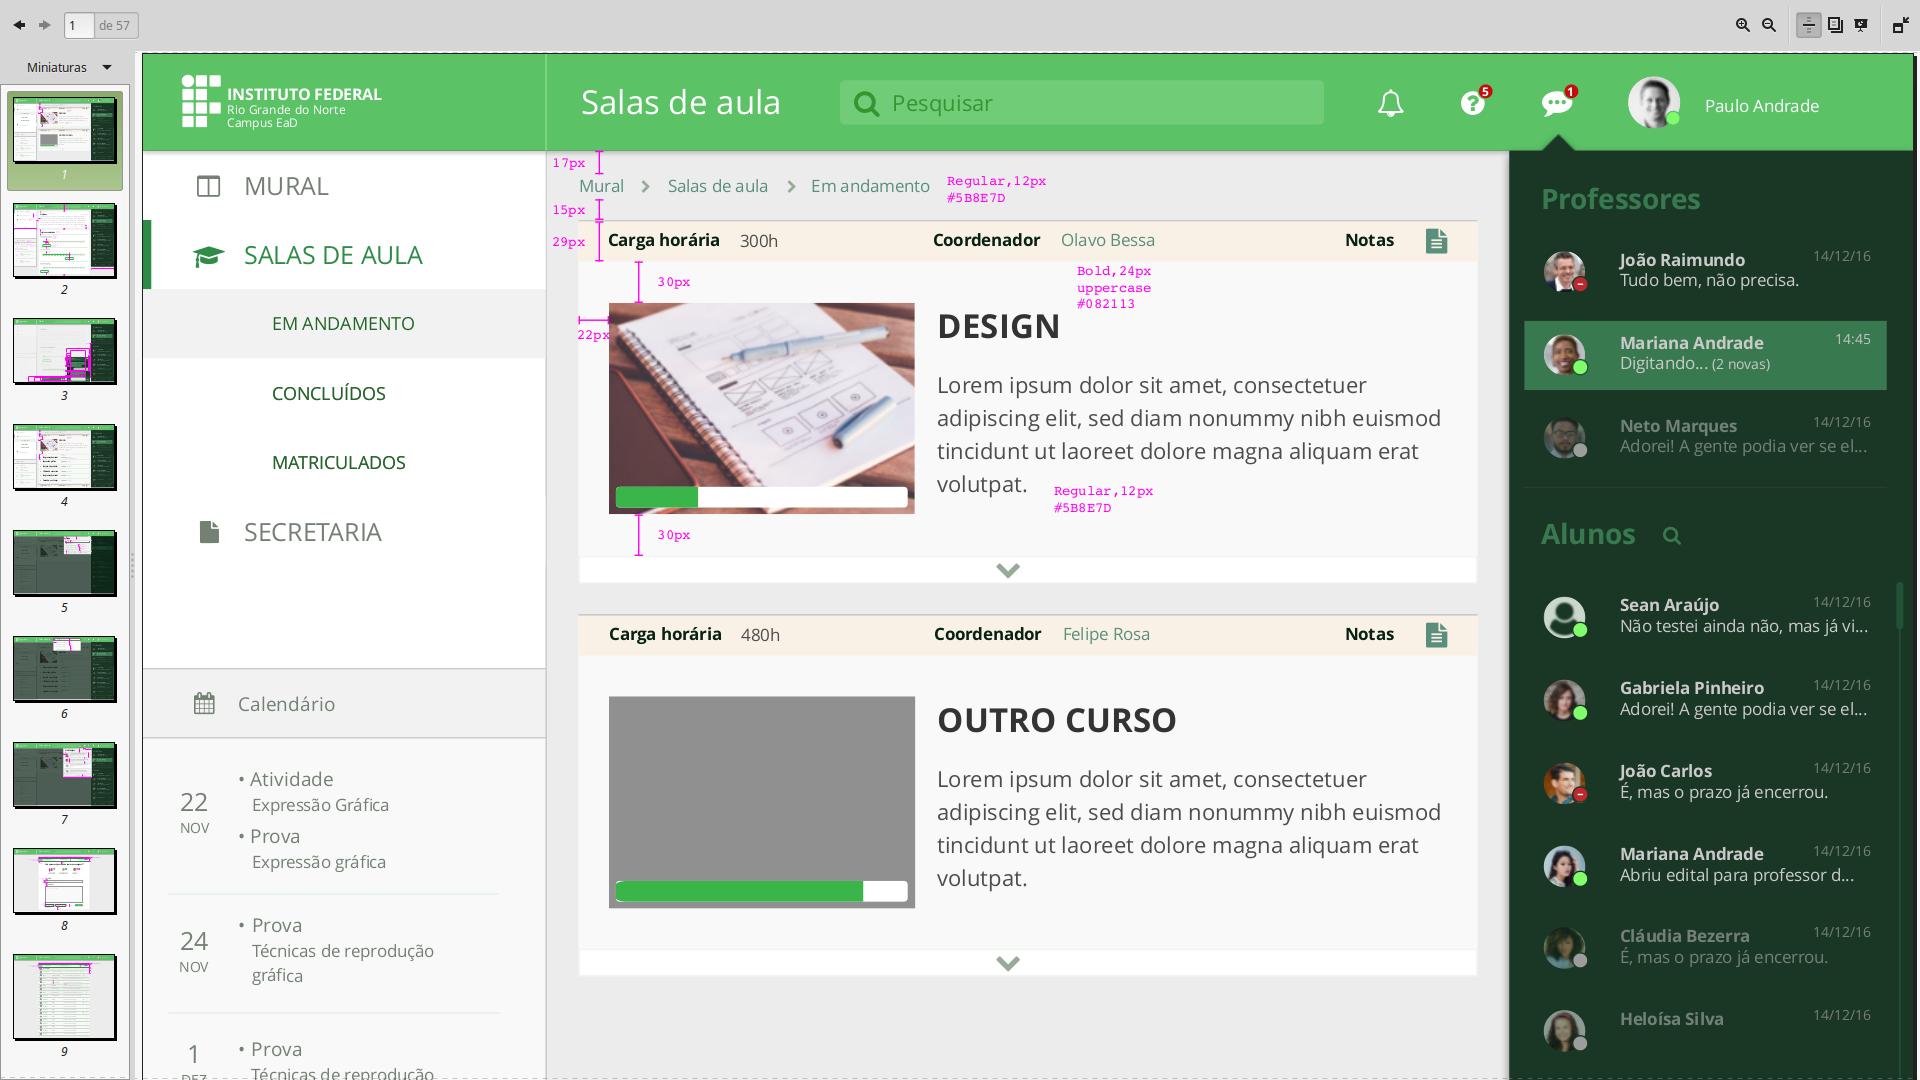 1
de 57
Miniaturas
1
2
3
4
5
6
7
8
9
INSTITUTO FEDERAL
Rio Grande do Norte
Campus EaD
Salas de aula
Pesquisar
5
1
Paulo Andrade
MURAL
SALAS DE AULA
EM ANDAMENTO
CONCLUÍDOS
MATRICULADOS
SECRETARIA
Calendário
22
NOV
• Atividade
Expressão Gráfica
• Prova
Expressão gráfica
24
NOV
• Prova
Técnicas de reprodução
gráfica
1
DEZ
• Prova
Técnicas de reprodução
17px
Mural
Salas de aula
Em andamento
Regular,12px
#5B8E7D
15px
29px
Carga horária 300h
Coordenador Olavo Bessa
Notas
30px
Bold,24px
uppercase
#082113
22px
DESIGN
Lorem ipsum dolor sit amet, consectetuer
adipiscing elit, sed diam nonummy nibh euismod
tincidunt ut laoreet dolore magna aliquam erat
volutpat.
Regular,12px
#5B8E7D
30px
Carga horária 480h
Coordenador Felipe Rosa
Notas
OUTRO CURSO
Lorem ipsum dolor sit amet, consectetuer
adipiscing elit, sed diam nonummy nibh euismod
tincidunt ut laoreet dolore magna aliquam erat
volutpat.
Professores
João Raimundo 14/12/16
Tudo bem, não precisa.
Mariana Andrade 14:45
Digitando... (2 novas)
Neto Marques 14/12/16
Adorei! A gente podia ver se el...
Alunos
Sean Araújo 14/12/16
Não testei ainda não, mas já vi...
Gabriela Pinheiro 14/12/16
Adorei! A gente podia ver se el...
João Carlos 14/12/16
É, mas o prazo já encerrou.
Mariana Andrade 14/12/16
Abriu edital para professor d...
Cláudia Bezerra 14/12/16
É, mas o prazo já encerrou.
Heloísa Silva 14/12/16